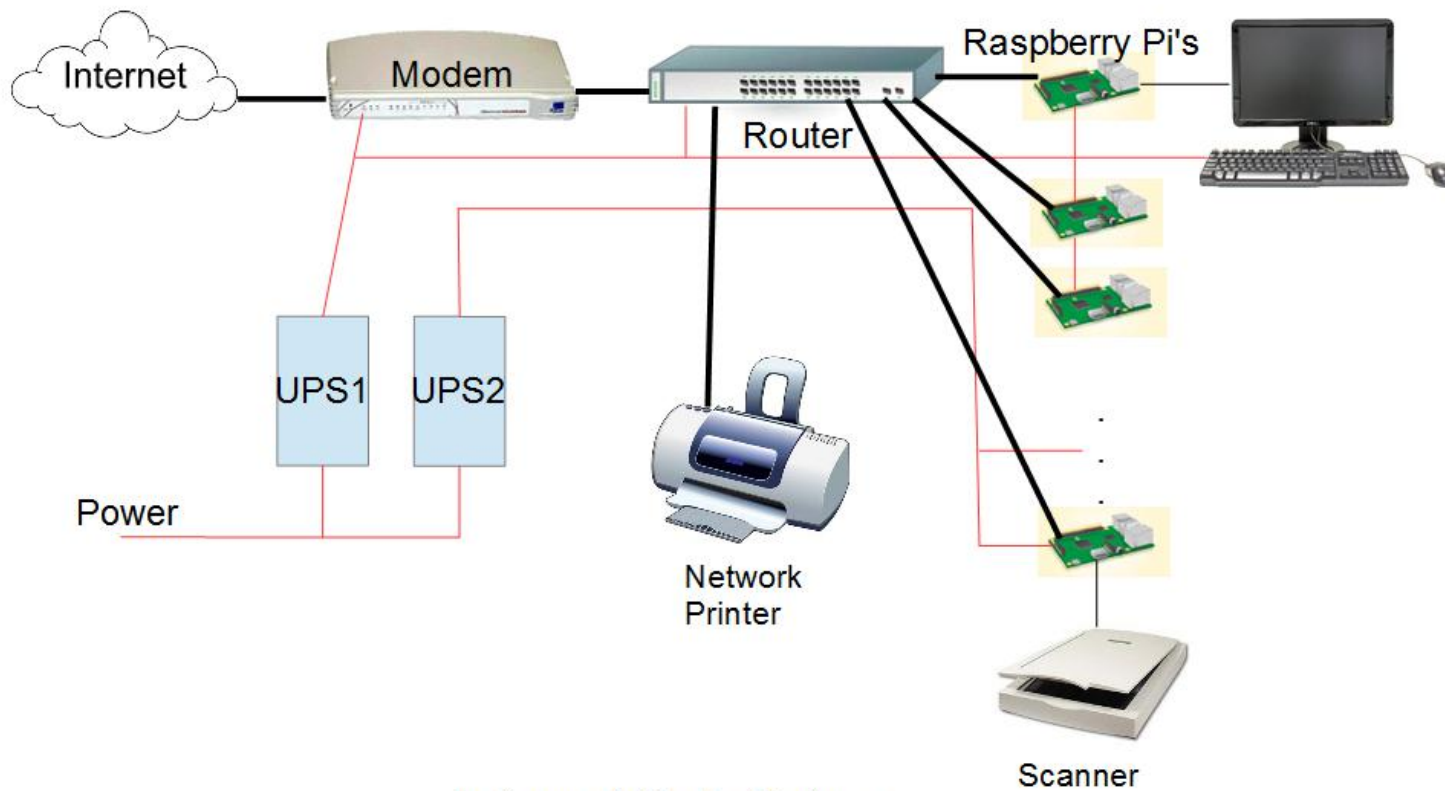 Internet
Modem
Router
Raspberry Pi's
UPS1
UPS2
Power
Network
Printer
Scanner